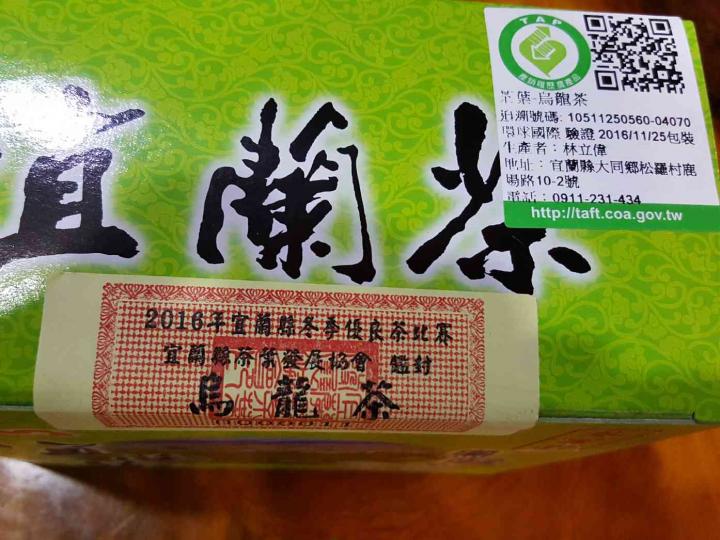 宜蘭茶
TAP
產銷履歷農產品
茶葉-烏龍茶
追溯號碼: 10511250560-04070
環球國際 驗證 2016/11/25包裝
生產者：林立偉
地址：宜蘭縣大同鄉松羅村鹿
場路10-2號
電話：0911-231-434
http://taft.coa.gov.tw
2016年宜蘭縣冬季優良茶比賽
宜蘭縣茶葉發展協會 鑑封
烏龍茶